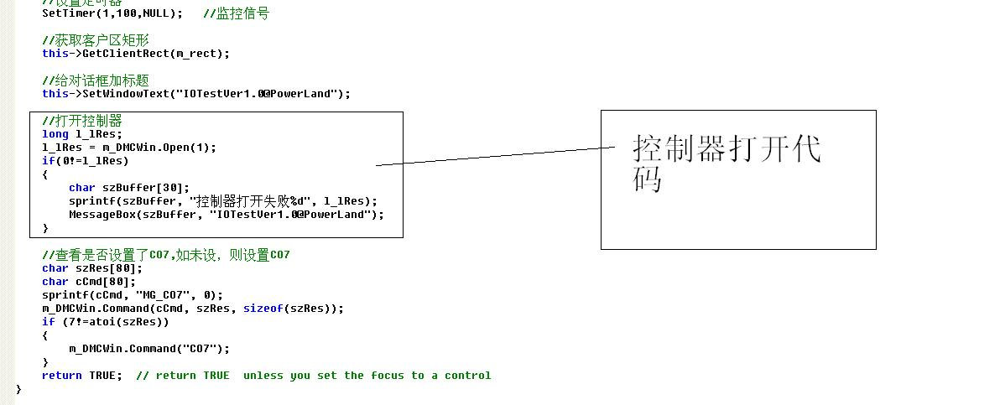 //设置定时器
SetTimer(1,100,NULL);   //监控信号
//获取客户区矩形
this->GetClientRect(m_rect);
//给对话框加标题
this->SetWindowText("IOTestVer1.0@PowerLand");
//打开控制器
long l_lRes;
l_lRes = m_DMCWin.Open(1);
if(0!=l_lRes)
{
char szBuffer[30];
sprintf(szBuffer, "控制器打开失败%d", l_lRes);
MessageBox(szBuffer, "IOTestVer1.0@PowerLand");
}
控制器打开代
码
//查看是否设置了CO7,如未设，则设置CO7
char szRes[80];
char cCmd[80];
sprintf(cCmd, "MG_CO7", 0);
m_DMCWin.Command(cCmd, szRes, sizeof(szRes));
if (7!=atoi(szRes))
{
m_DMCWin.Command("CO7");
}
return TRUE;  // return TRUE  unless you set the focus to a control
}